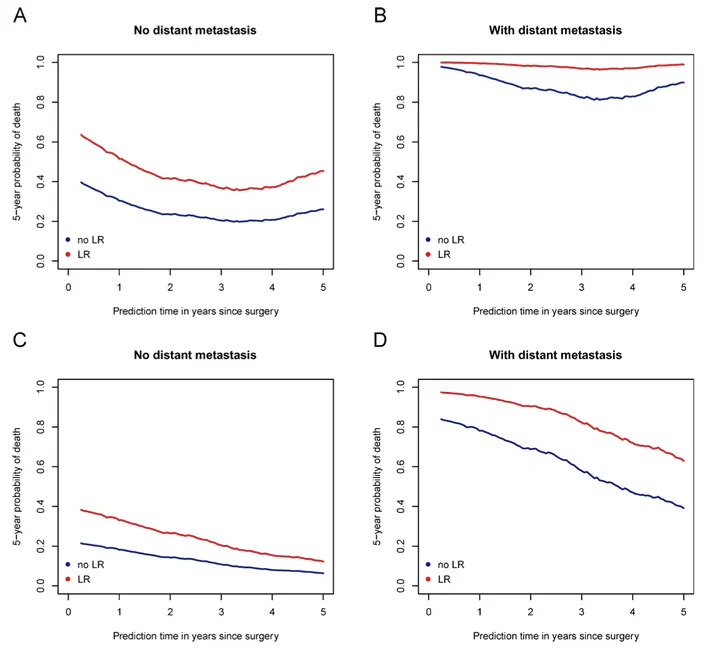 A
No distant metastasis
5−year probability of death
0.0 0.2 0.4 0.6 0.8 1.0
no LR
LR
0 1 2 3 4 5
Prediction time in years since surgery
B
With distant metastasis
5−year probability of death
0.0 0.2 0.4 0.6 0.8 1.0
no LR
LR
0 1 2 3 4 5
Prediction time in years since surgery
C
No distant metastasis
5−year probability of death
0.0 0.2 0.4 0.6 0.8 1.0
no LR
LR
0 1 2 3 4 5
Prediction time in years since surgery
D
With distant metastasis
5−year probability of death
0.0 0.2 0.4 0.6 0.8 1.0
no LR
LR
0 1 2 3 4 5
Prediction time in years since surgery